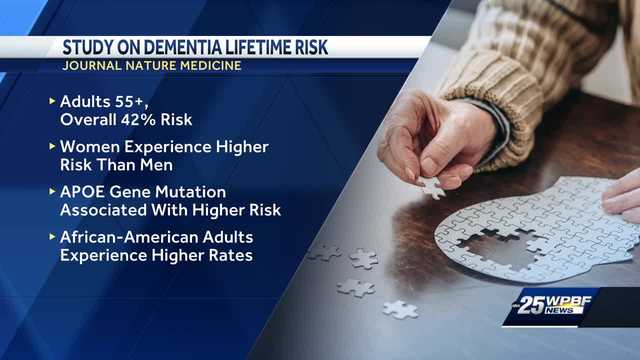 STUDY ON DEMENTIA LIFETIME RISK
JOURNAL NATURE MEDICINE
Adults 55+,
Overall 42% Risk
Women Experience Higher
Risk Than Men
APOE Gene Mutation
Associated With Higher Risk
African-American Adults
Experience Higher Rates
abc 25 WPBF
NEWS